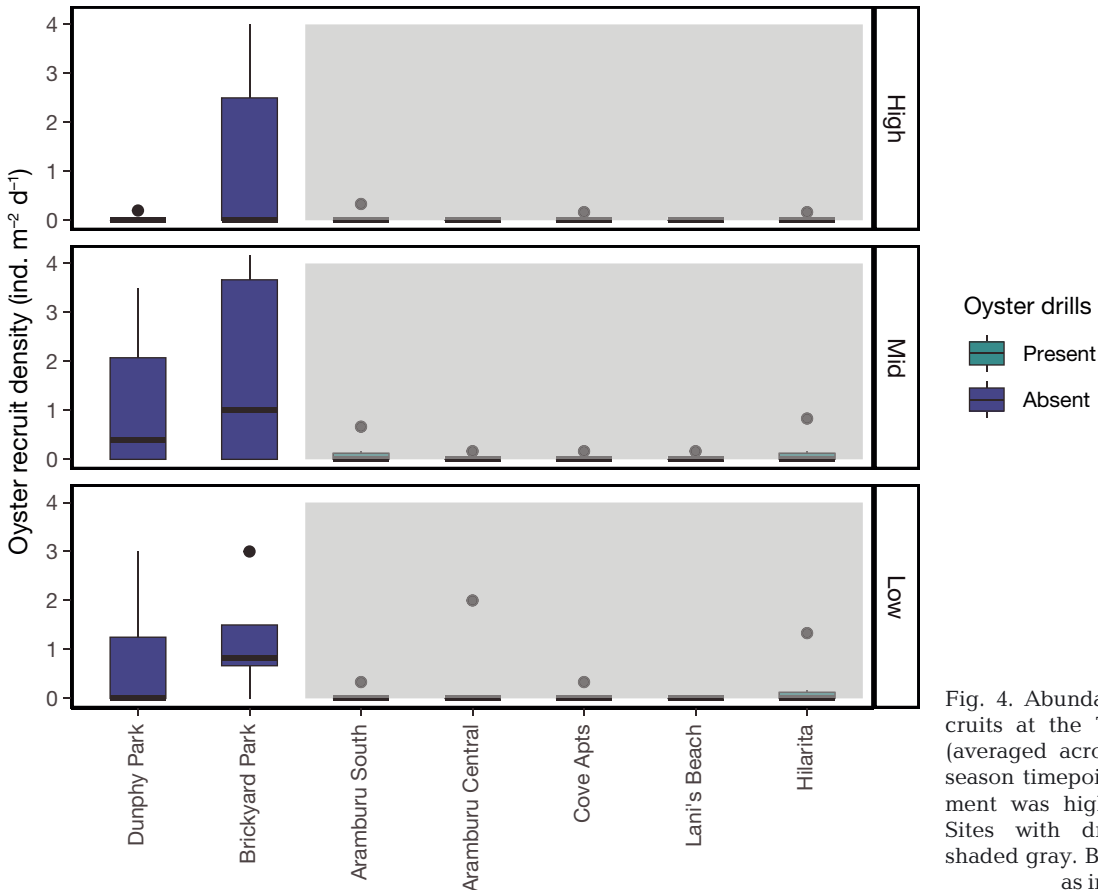 Oyster recruit density (ind. m⁻² d⁻¹)
4
3
2
1
0
High
4
3
2
1
0
Mid
4
3
2
1
0
Low
Dunphy Park
Brickyard Park
Aramburu South
Aramburu Central
Cove Apts
Lani's Beach
Hilarita
Oyster drills
Present
Absent
Fig. 4. Abunda
cruits at the
(averaged acro
season timepoi
ment was high
Sites with dr
shaded gray. B
as in